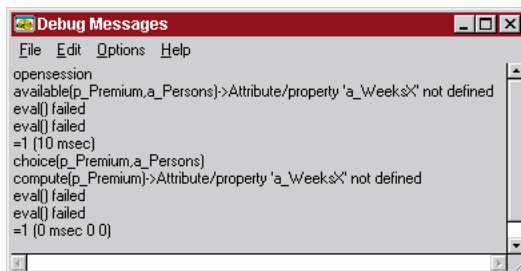 Debug Messages
File Edit Options Help
opensession
available(p_Premium,a_Persons)->Attribute/property 'a_WeeksX' not defined
eval() failed
eval() failed
=1 (10 msec)
choice(p_Premium,a_Persons)
compute(p_Premium)->Attribute/property 'a_WeeksX' not defined
eval() failed
eval() failed
=1 (0 msec 0 0)